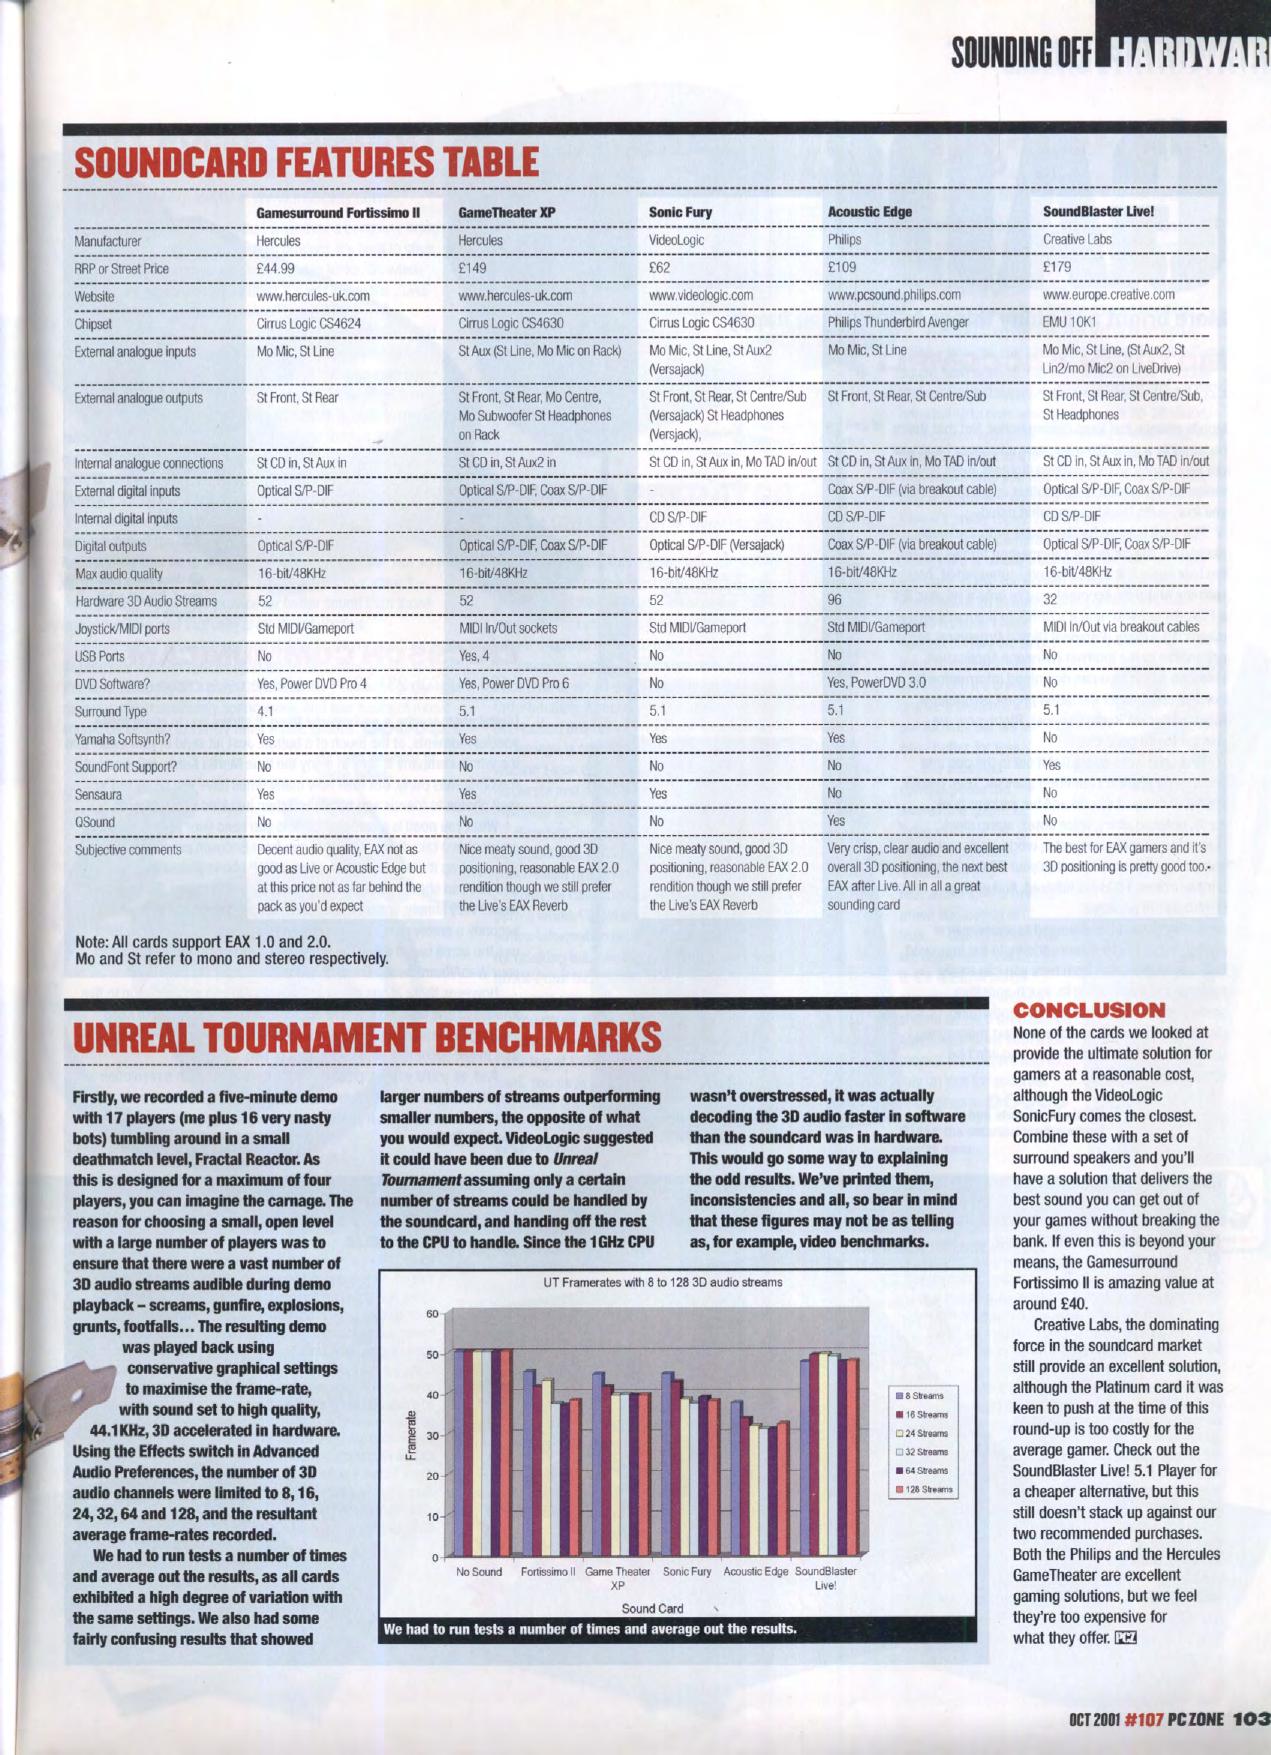 SOUNDING OFF HARDWAR
SOUNDCARD FEATURES TABLE
Gamesurround Fortissimo II GameTheater XP Sonic Fury Acoustic Edge SoundBlaster Live!
Manufacturer Hercules Hercules VideoLogic Philips Creative Labs
RRP or Street Price £44.99 £149 £62 £109 £179
Website www.hercules-uk.com www.hercules-uk.com www.videologic.com www.pcsound.philips.com www.europe.creative.com
Chipset Cirrus Logic CS4624 Cirrus Logic CS4630 Cirrus Logic CS4630 Philips Thunderbird Avenger EMU 10K1
External analogue inputs Mo Mic, St Line St Aux (St Line, Mo Mic on Rack) Mo Mic, St Line, St Aux2 Mo Mic, St Line Mo Mic, St Line, (St Aux2, St
(Versajack) Lin2/mo Mic2 on LiveDrive)
External analogue outputs St Front, St Rear St Front, St Rear, Mo Centre, St Front, St Rear, St Centre/Sub St Front, St Rear, St Centre/Sub St Front, St Rear, St Centre/Sub,
Mo Subwoofer St Headphones (Versajack) St Headphones St Headphones
on Rack (Versjack),
Internal analogue connections St CD in, St Aux in St CD in, St Aux2 in St CD in, St Aux in, Mo TAD in/out St CD in, St Aux in, Mo TAD in/out St CD in, St Aux in, Mo TAD in/out
External digital inputs Optical S/P-DIF Optical S/P-DIF, Coax S/P-DIF - Coax S/P-DIF (via breakout cable) Optical S/P-DIF, Coax S/P-DIF
Internal digital inputs - - CD S/P-DIF CD S/P-DIF CD S/P-DIF
Digital outputs Optical S/P-DIF Optical S/P-DIF, Coax S/P-DIF Optical S/P-DIF (Versajack) Coax S/P-DIF (via breakout cable) Optical S/P-DIF, Coax S/P-DIF
Max audio quality 16-bit/48KHz 16-bit/48KHz 16-bit/48KHz 16-bit/48KHz 16-bit/48KHz
Hardware 3D Audio Streams 52 52 52 96 32
Joystick/MIDI ports Std MIDI/Gameport MIDI In/Out sockets Std MIDI/Gameport Std MIDI/Gameport MIDI In/Out via breakout cables
USB Ports No Yes, 4 No No No
DVD Software? Yes, Power DVD Pro 4 Yes, Power DVD Pro 6 No Yes, PowerDVD 3.0 No
Surround Type 4.1 5.1 5.1 5.1 5.1
Yamaha Softsynth? Yes Yes Yes Yes No
SoundFont Support? No No No No Yes
Sensaura Yes Yes Yes No No
QSound No No No Yes No
Subjective comments Decent audio quality, EAX not as Nice meaty sound, good 3D Nice meaty sound, good 3D Very crisp, clear audio and excellent The best for EAX gamers and it's
good as Live or Acoustic Edge but positioning, reasonable EAX 2.0 positioning, reasonable EAX 2.0 overall 3D positioning, the next best 3D positioning is pretty good too.
at this price not as far behind the rendition though we still prefer rendition though we still prefer EAX after Live. All in all a great
pack as you'd expect the Live's EAX Reverb the Live's EAX Reverb sounding card
Note: All cards support EAX 1.0 and 2.0.
Mo and St refer to mono and stereo respectively.
UNREAL TOURNAMENT BENCHMARKS
Firstly, we recorded a five-minute demo
with 17 players (me plus 16 very nasty
bots) tumbling around in a small
deathmatch level, Fractal Reactor. As
this is designed for a maximum of four
players, you can imagine the carnage. The
reason for choosing a small, open level
with a large number of players was to
ensure that there were a vast number of
3D audio streams audible during demo
playback – screams, gunfire, explosions,
grunts, footfalls... The resulting demo
was played back using
conservative graphical settings
to maximise the frame-rate,
with sound set to high quality,
44.1KHz, 3D accelerated in hardware.
Using the Effects switch in Advanced
Audio Preferences, the number of 3D
audio channels were limited to 8, 16,
24, 32, 64 and 128, and the resultant
average frame-rates recorded.
We had to run tests a number of times
and average out the results, as all cards
exhibited a high degree of variation with
the same settings. We also had some
fairly confusing results that showed
larger numbers of streams outperforming
smaller numbers, the opposite of what
you would expect. VideoLogic suggested
it could have been due to Unreal
Tournament assuming only a certain
number of streams could be handled by
the soundcard, and handing off the rest
to the CPU to handle. Since the 1GHz CPU
wasn't overstressed, it was actually
decoding the 3D audio faster in software
than the soundcard was in hardware.
This would go some way to explaining
the odd results. We've printed them,
inconsistencies and all, so bear in mind
that these figures may not be as telling
as, for example, video benchmarks.
UT Framerates with 8 to 128 3D audio streams
60
50
40
30
20
10
0
Framerate
No Sound Fortissimo II Game Theater Sonic Fury Acoustic Edge SoundBlaster
XP Live!
Sound Card
8 Streams
16 Streams
24 Streams
32 Streams
64 Streams
128 Streams
We had to run tests a number of times and average out the results.
CONCLUSION
None of the cards we looked at
provide the ultimate solution for
gamers at a reasonable cost,
although the VideoLogic
SonicFury comes the closest.
Combine these with a set of
surround speakers and you'll
have a solution that delivers the
best sound you can get out of
your games without breaking the
bank. If even this is beyond your
means, the Gamesurround
Fortissimo II is amazing value at
around £40.
Creative Labs, the dominating
force in the soundcard market
still provide an excellent solution,
although the Platinum card it was
keen to push at the time of this
round-up is too costly for the
average gamer. Check out the
SoundBlaster Live! 5.1 Player for
a cheaper alternative, but this
still doesn't stack up against our
two recommended purchases.
Both the Philips and the Hercules
GameTheater are excellent
gaming solutions, but we feel
they're too expensive for
what they offer. PCZ
OCT 2001 #107 PC ZONE 103